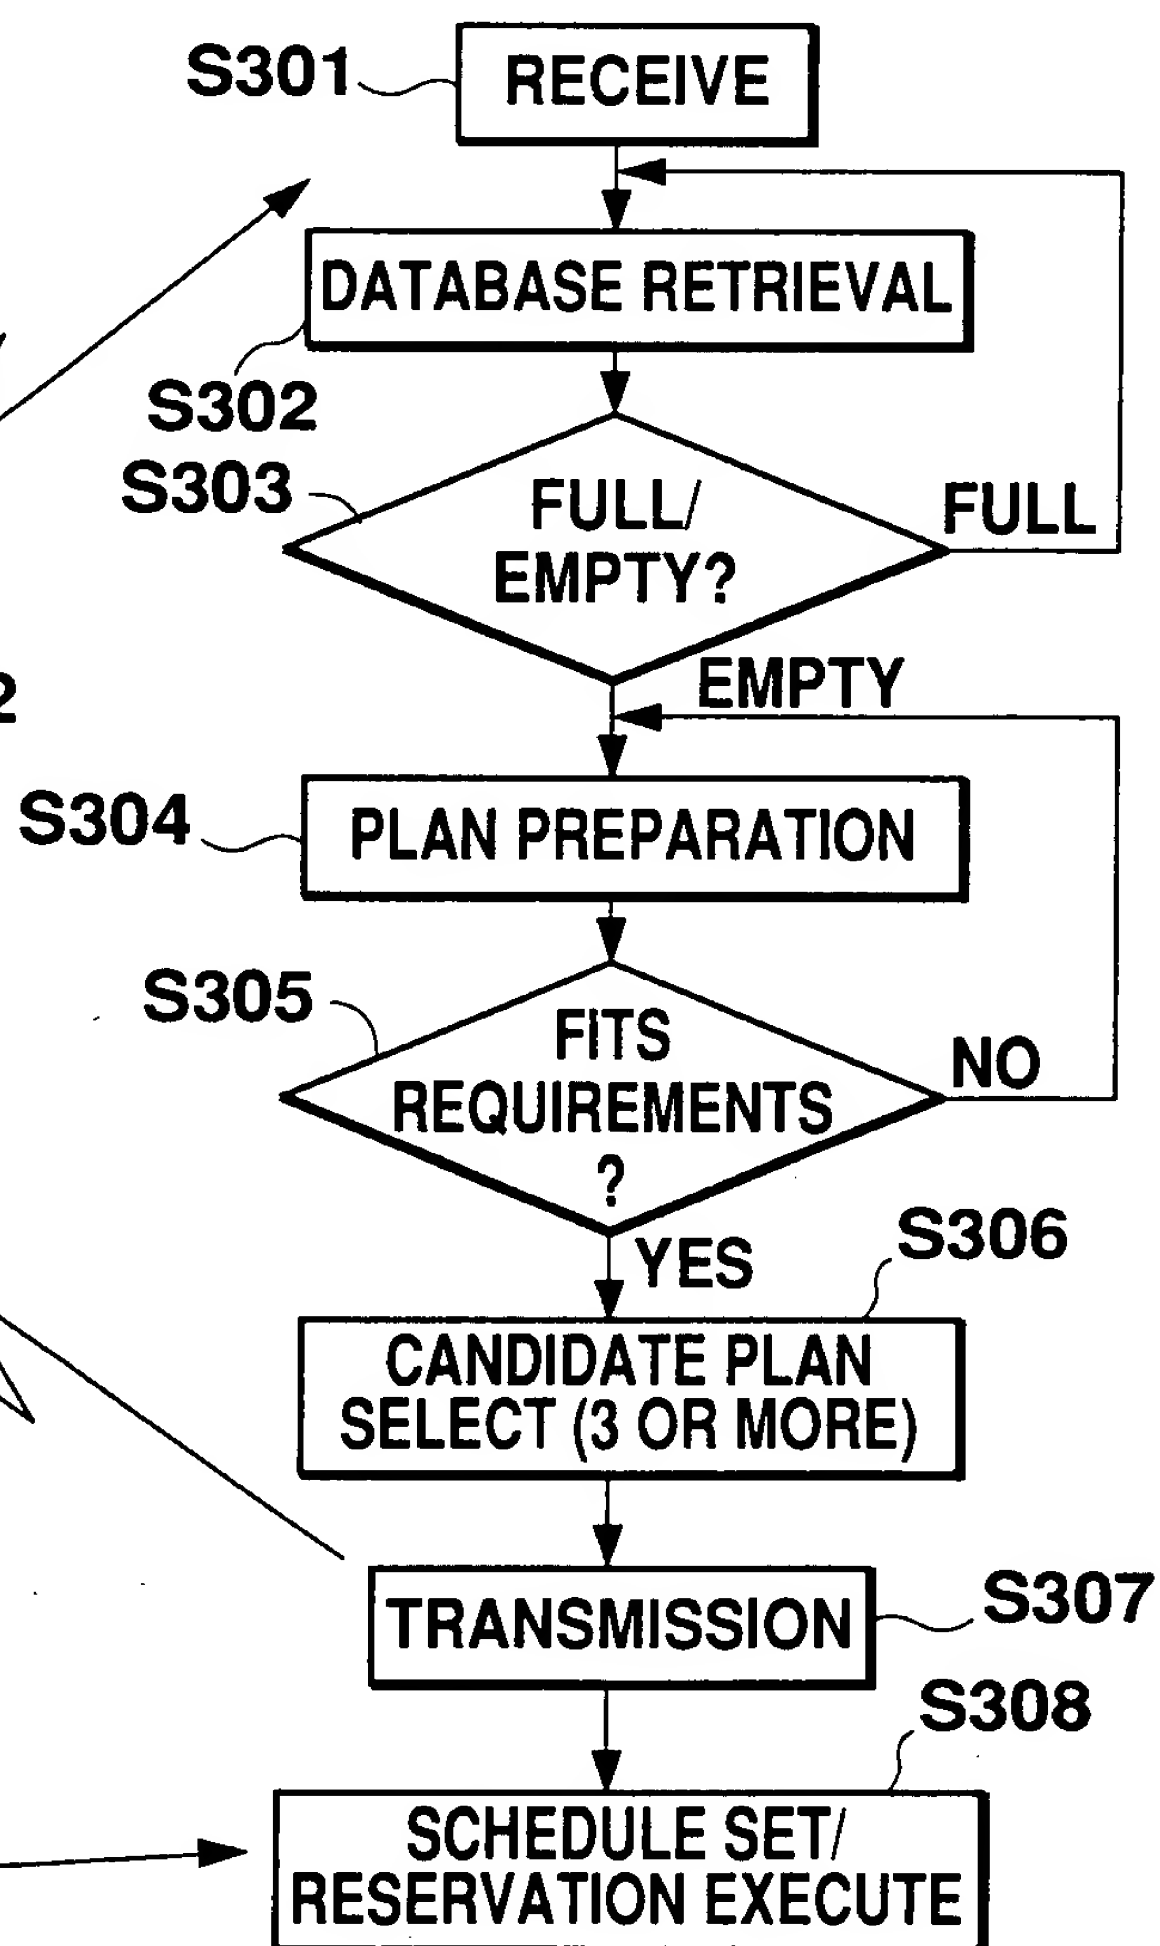 S301
RECEIVE
DATABASE RETRIEVAL
S302
S303
FULL/
EMPTY?
FULL
EMPTY
2
S304
PLAN PREPARATION
S305
FITS
REQUIREMENTS
?
NO
YES
S306
CANDIDATE PLAN
SELECT (3 OR MORE)
TRANSMISSION
S307
S308
SCHEDULE SET/
RESERVATION EXECUTE